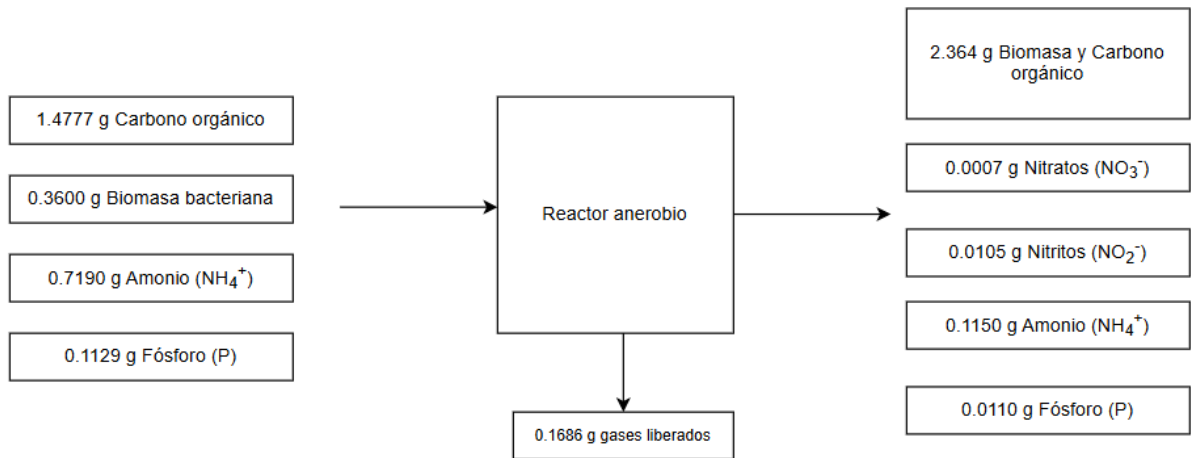 1.4777 g Carbono orgánico
0.3600 g Biomasa bacteriana
0.7190 g Amonio (NH₄⁺)
0.1129 g Fósforo (P)
Reactor anerobio
0.1686 g gases liberados
2.364 g Biomasa y Carbono
orgánico
0.0007 g Nitratos (NO₃⁻)
0.0105 g Nitritos (NO₂⁻)
0.1150 g Amonio (NH₄⁺)
0.0110 g Fósforo (P)